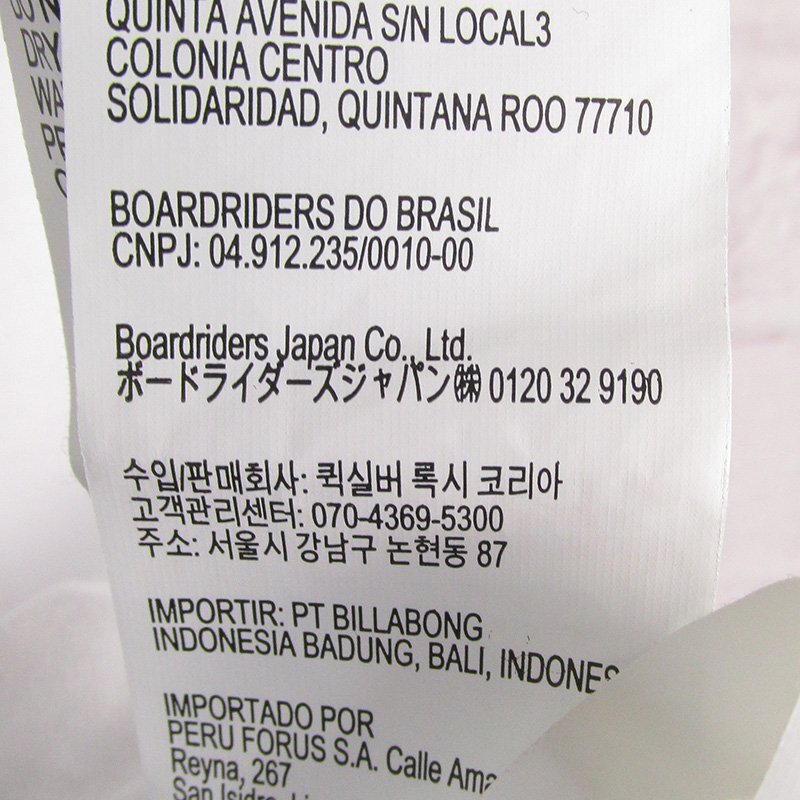 DRY
QUINTA AVENIDA S/N LOCAL3
COLONIA CENTRO
SOLIDARIDAD, QUINTANA ROO 77710
BOARDRIDERS DO BRASIL
CNPJ: 04.912.235/0010-00
Boardriders Japan Co., Ltd.
ボードライダーズジャパン㈱ 0120 32 9190
수입/판매회사: 퀵실버 록시 코리아
고객관리센터: 070-4369-5300
주소: 서울시 강남구 논현동 87
IMPORTIR: PT BILLABONG
INDONESIA BADUNG, BALI,
IMPORTADO POR
PERU FORUS S.A. Calle
Reyna, 267
San Isidro,